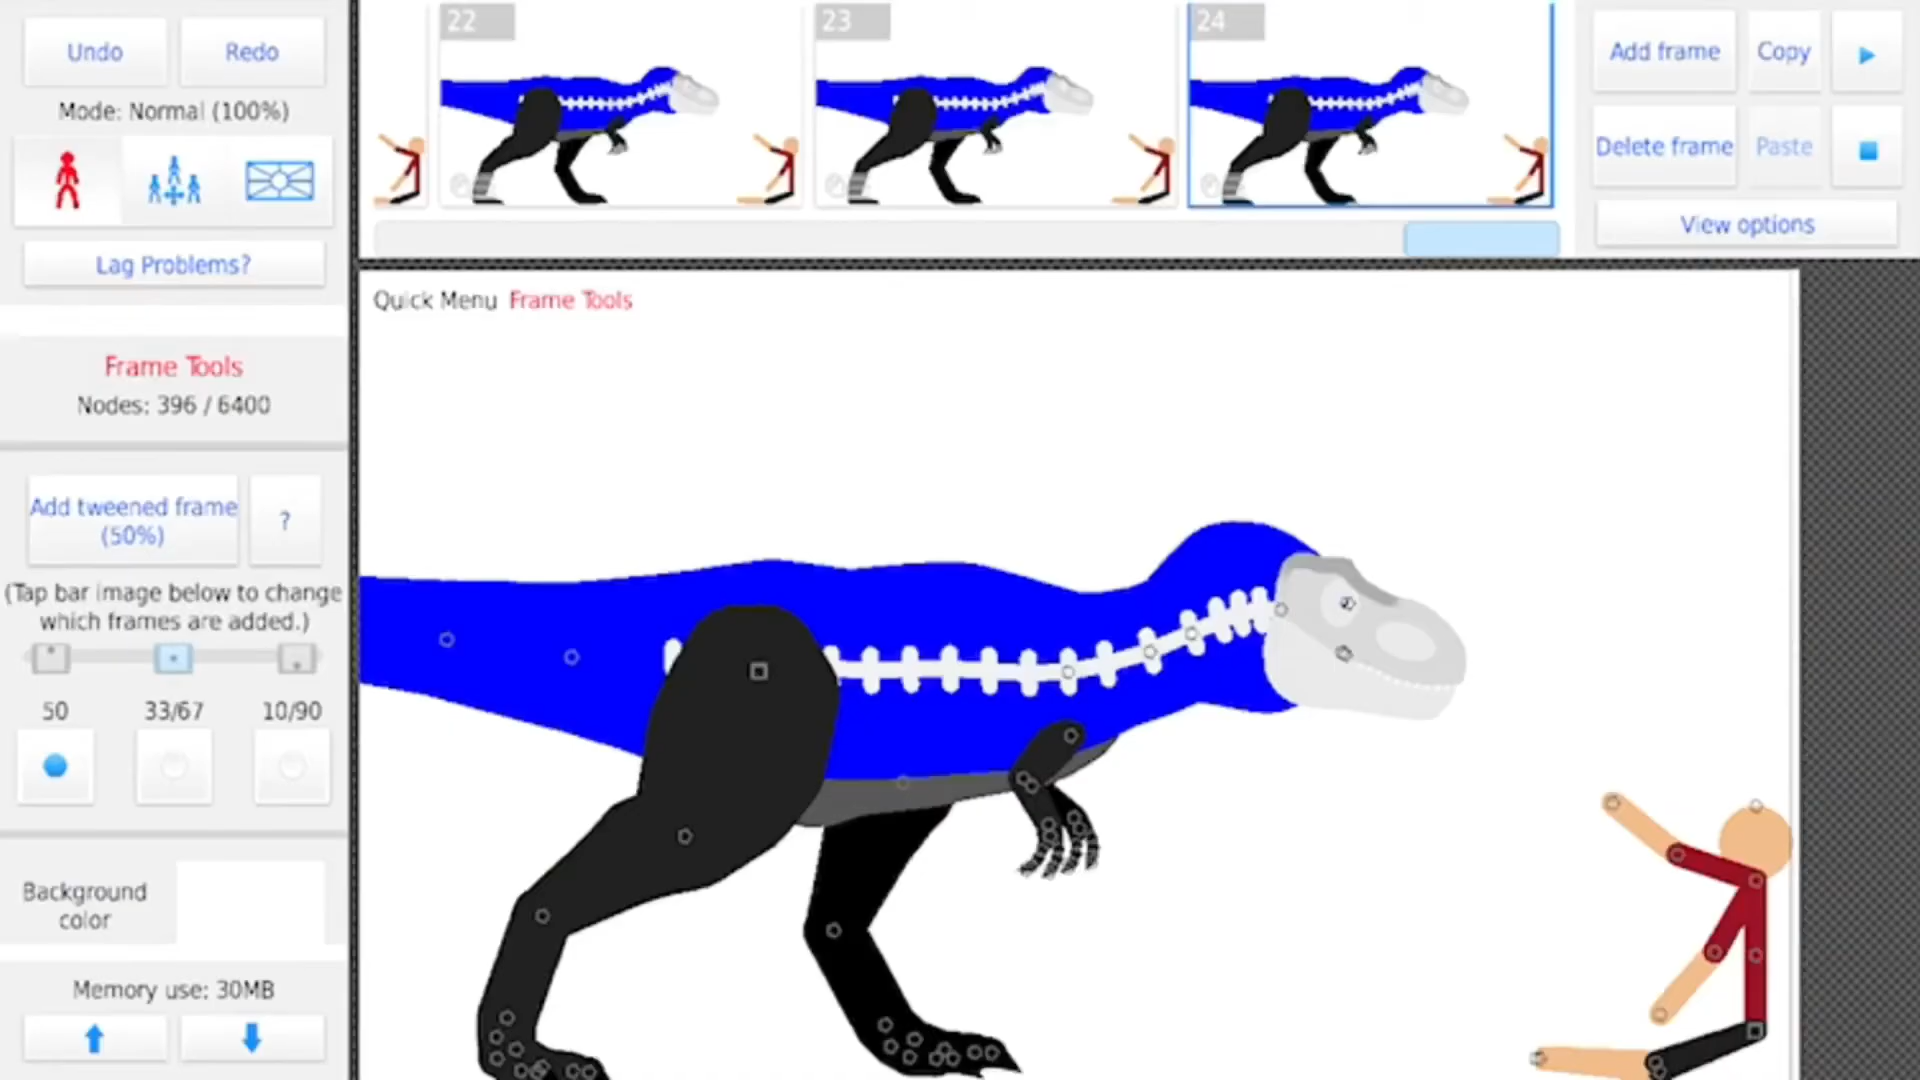 Undo
Redo
Mode: Normal (100%)
Lag Problems?
Frame Tools
Nodes: 396 / 6400
Add tweened frame
(50%)
?
(Tap bar image below to change
which frames are added.)
50
33/67
10/90
Background
color
Memory use: 30MB
22
23
24
Add frame
Copy
Delete frame
Paste
View options
Quick Menu Frame Tools